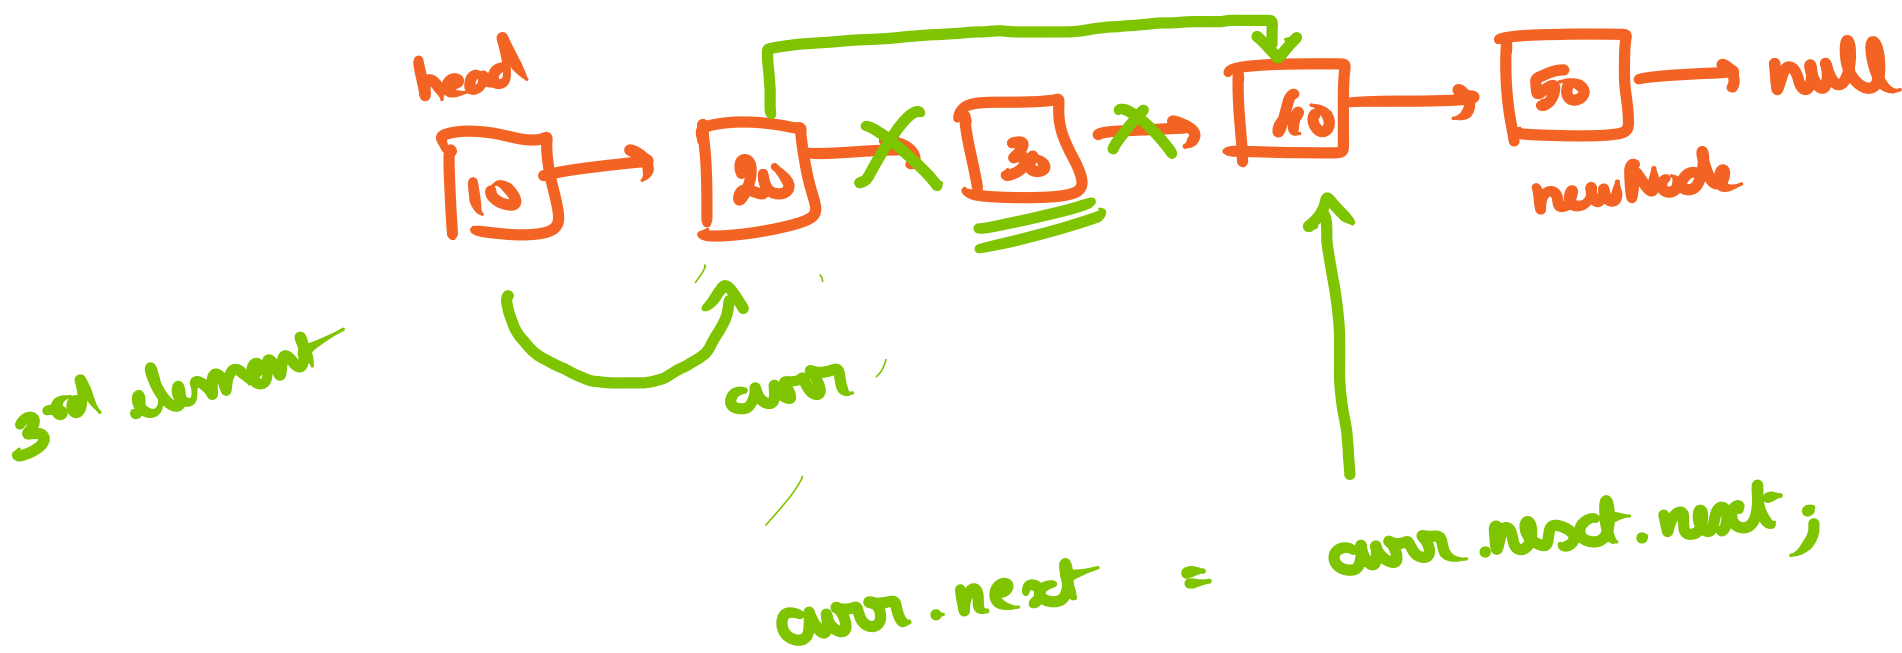 head
10 20 30 40 50 null
newNode
3rd element
curr
curr.next = curr.next.next;